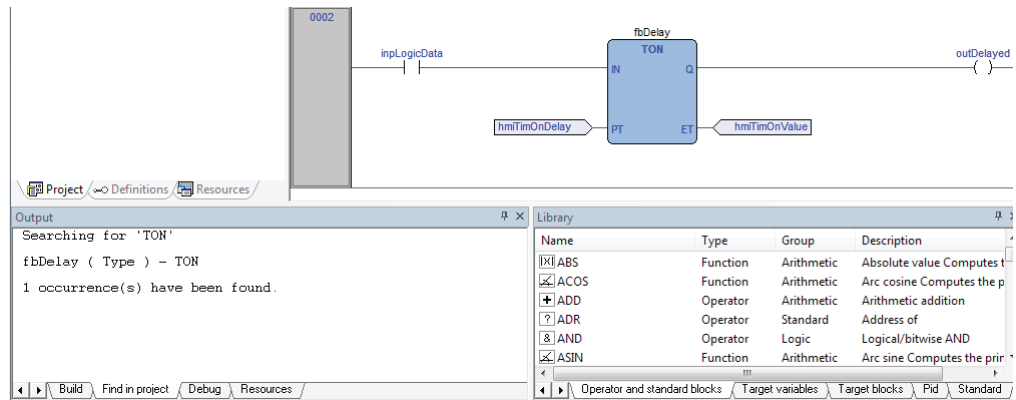 0002
fbDelay
TON
inpLogicData
outDelayed
IN Q
hmiTimOnDelay PT ET hmiTimOnValue
Project Definitions Resources
Output
Searching for 'TON'
fbDelay ( Type ) - TON
1 occurrence(s) have been found.
Build Find in project Debug Resources
Library
Name Type Group Description
ABS Function Arithmetic Absolute value Computes t
ACOS Function Arithmetic Arc cosine Computes the p
+ ADD Operator Arithmetic Arithmetic addition
? ADR Operator Standard Address of
& AND Operator Logic Logical/bitwise AND
ASIN Function Arithmetic Arc sine Computes the prin
Operator and standard blocks Target variables Target blocks Pid Standard